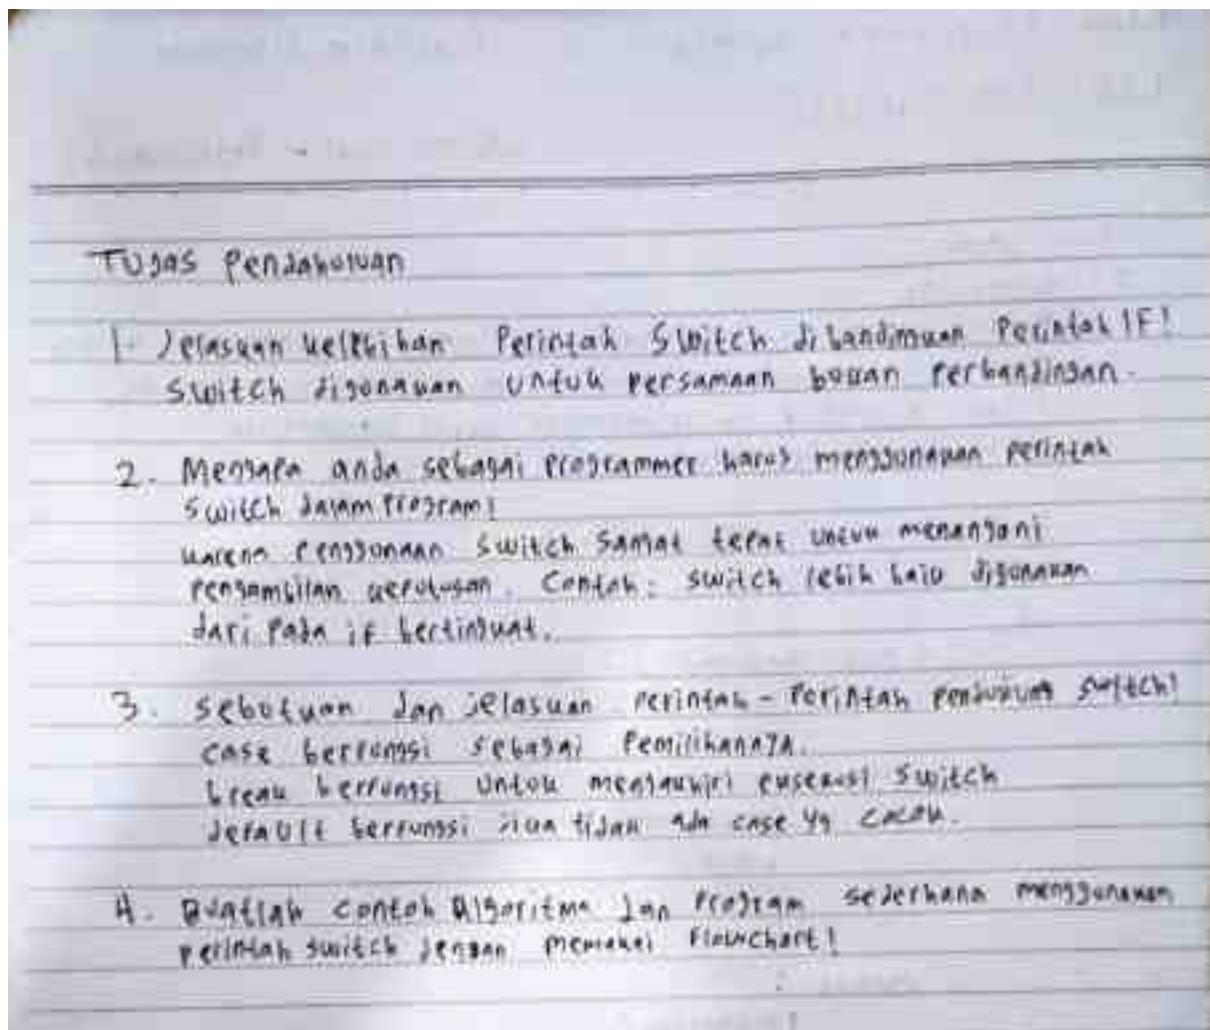 Tugas Pendahuluan
1. Jelaskan kelebihan Perintah Switch dibandingkan Perintah IF!
Switch digunakan untuk persamaan bukan perbandingan.
2. Mengapa anda sebagai Programmer harus menggunakan perintah
switch dalam Program!
karena Penggunaan switch sangat tepat untuk menangani
pengambilan keputusan. Contoh: switch lebih baik digunakan
dari Pada if bertingkat.
3. sebutkan dan jelaskan perintah-perintah pendukung switch!
case berfungsi sebagai Pemilihannya.
break berfungsi untuk mengakhiri eksekusi switch
default berfungsi jika tidak ada case yg cocok.
4. Buatlah contoh Algoritma dan Program sederhana menggunakan
perintah switch dengan memakai Flowchart!